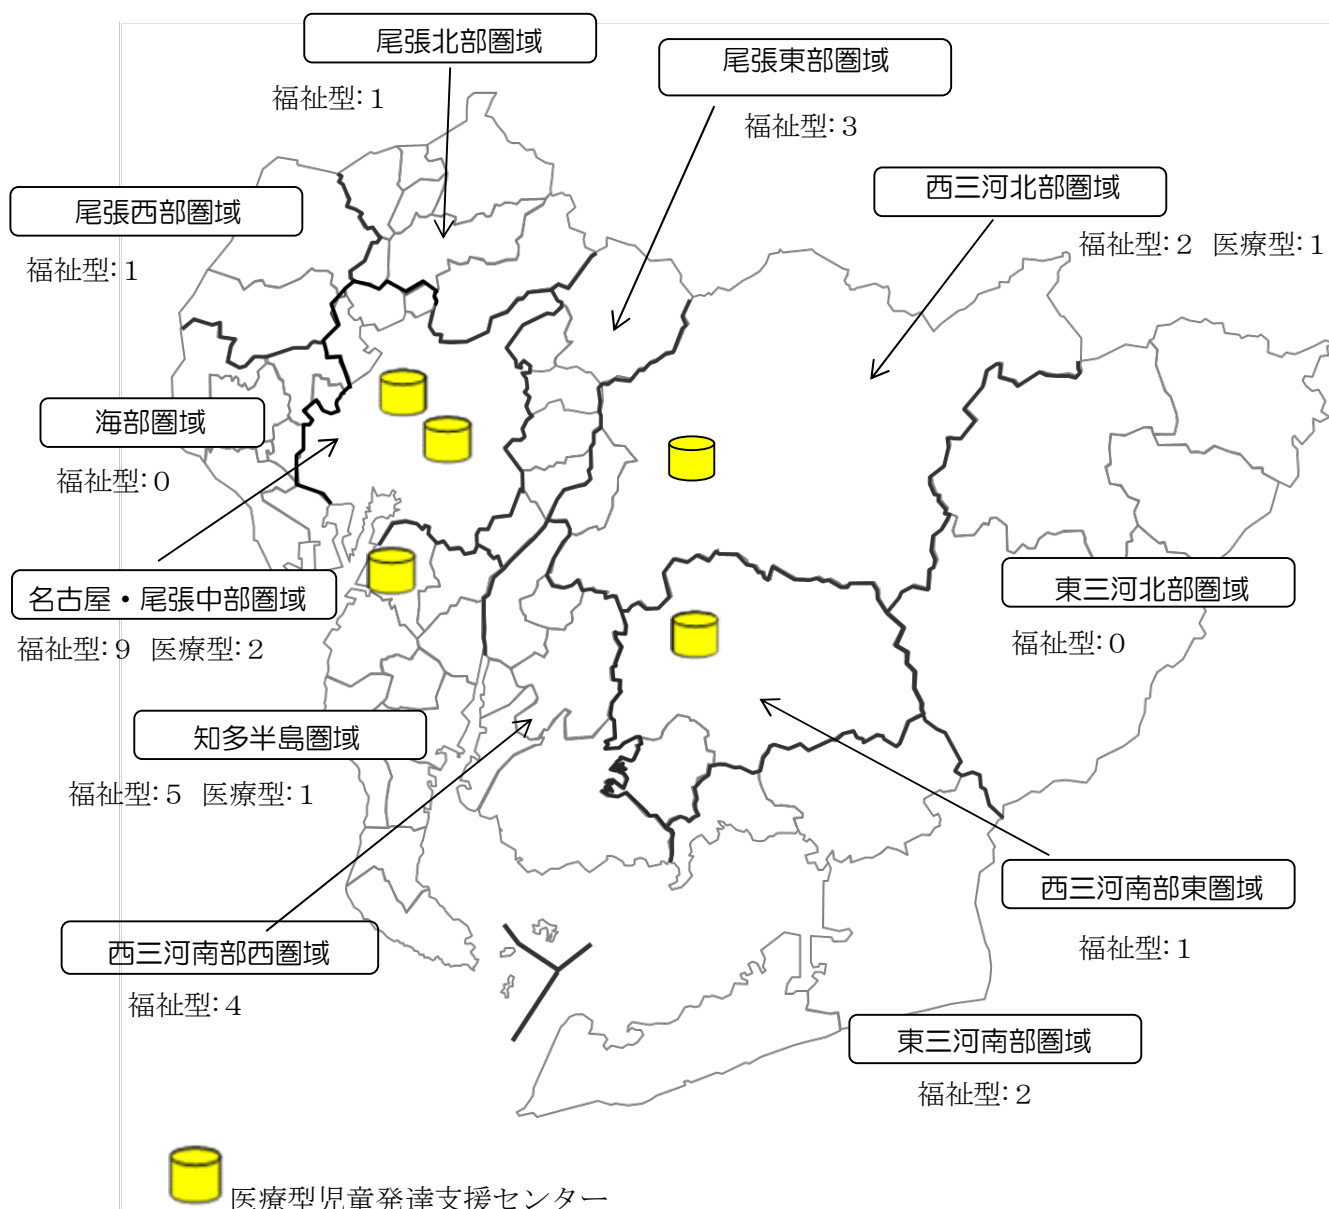 尾張北部圏域
福祉型:１
尾張東部圏域
福祉型:３
西三河北部圏域
福祉型:２ 医療型:１
尾張西部圏域
福祉型:１
海部圏域
福祉型:０
名古屋・尾張中部圏域
福祉型:９ 医療型:２
東三河北部圏域
福祉型:０
知多半島圏域
福祉型:５ 医療型:１
西三河南部東圏域
福祉型:１
西三河南部西圏域
福祉型:４
東三河南部圏域
福祉型:２
医療型児童発達支援センター